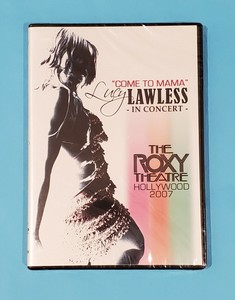 "COME TO MAMA"
Lucy LAWLESS
- IN CONCERT -
THE
ROXY
THEATRE
HOLLYWOOD
2007